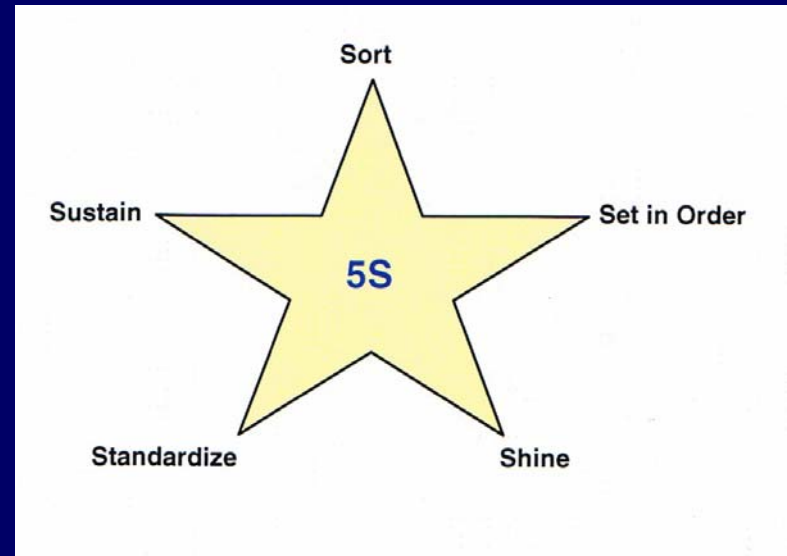 Sort
Sustain
Set in Order
5S
Standardize
Shine